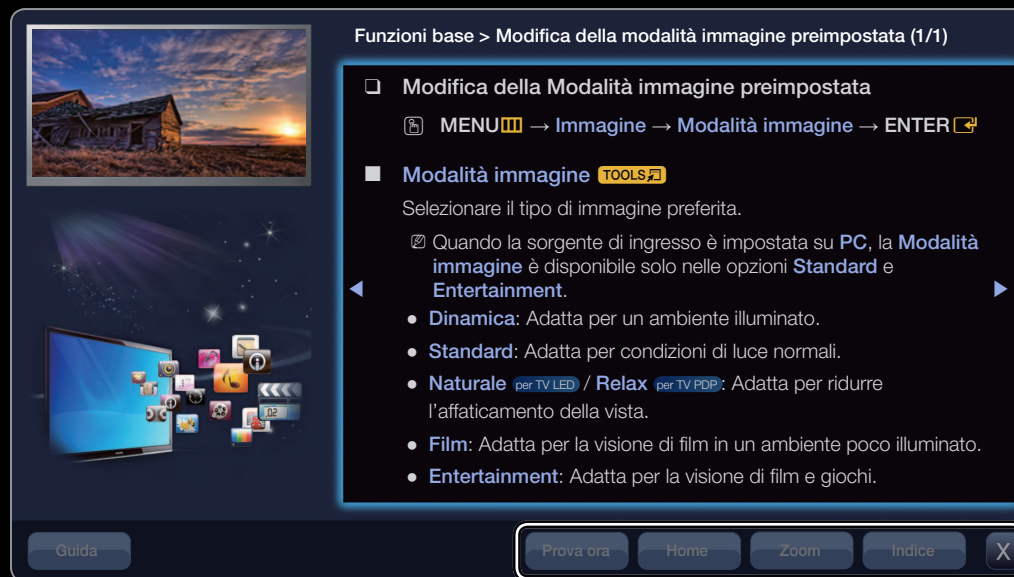 Funzioni base > Modifica della modalità immagine preimpostata (1/1)
Modifica della Modalità immagine preimpostata
MENU → Immagine → Modalità immagine → ENTER
Modalità immagine TOOLS
Selezionare il tipo di immagine preferita.
Quando la sorgente di ingresso è impostata su PC, la Modalità
immagine è disponibile solo nelle opzioni Standard e
Entertainment.
● Dinamica: Adatta per un ambiente illuminato.
● Standard: Adatta per condizioni di luce normali.
● Naturale per TV LED / Relax per TV PDP: Adatta per ridurre
l’affaticamento della vista.
● Film: Adatta per la visione di film in un ambiente poco illuminato.
● Entertainment: Adatta per la visione di film e giochi.
Guida
Prova ora
Home
Zoom
Indice
X